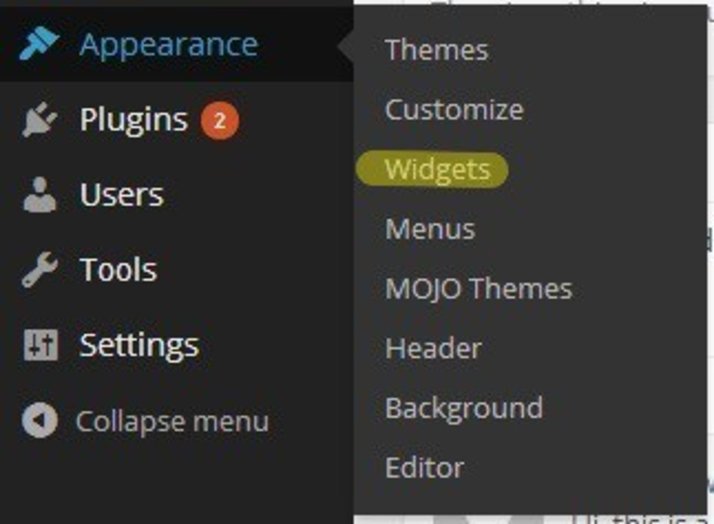 Appearance
Plugins 2
Users
Tools
Settings
Collapse menu
Themes
Customize
Widgets
Menus
MOJO Themes
Header
Background
Editor